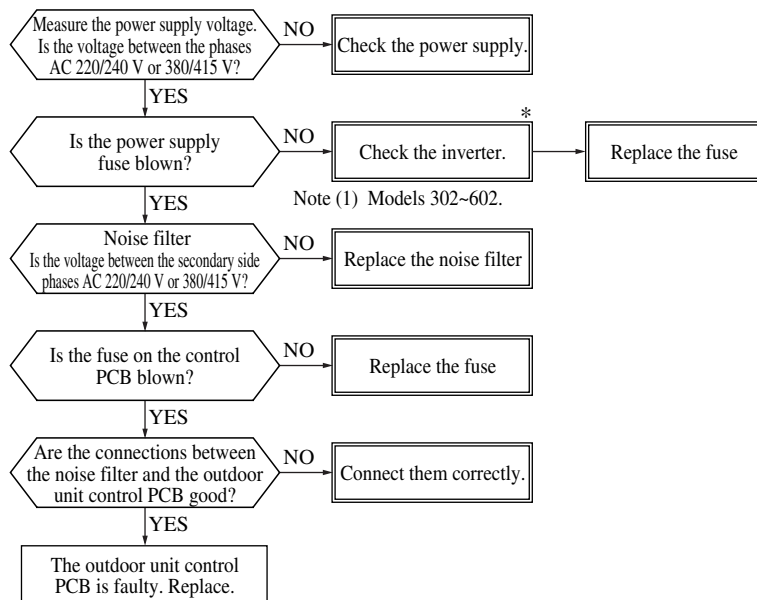 Measure the power supply voltage.
Is the voltage between the phases
AC 220/240 V or 380/415 V?
NO
Check the power supply.
YES
Is the power supply
fuse blown?
NO
*
Check the inverter.
Replace the fuse
Note (1) Models 302~602.
YES
Noise filter
Is the voltage between the secondary side
phases AC 220/240 V or 380/415 V?
NO
Replace the noise filter
YES
Is the fuse on the control
PCB blown?
NO
Replace the fuse
YES
Are the connections between
the noise filter and the outdoor
unit control PCB good?
NO
Connect them correctly.
YES
The outdoor unit control
PCB is faulty. Replace.